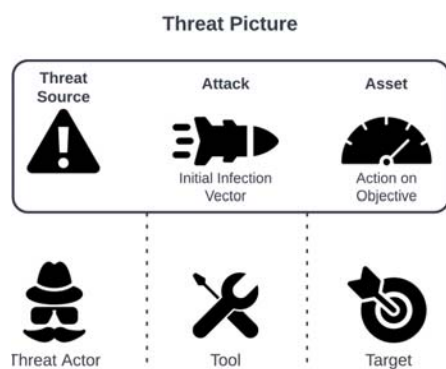 Threat Picture
Threat
Source
Attack
Asset
Initial Infection
Vector
Action on
Objective
Threat Actor
Tool
Target